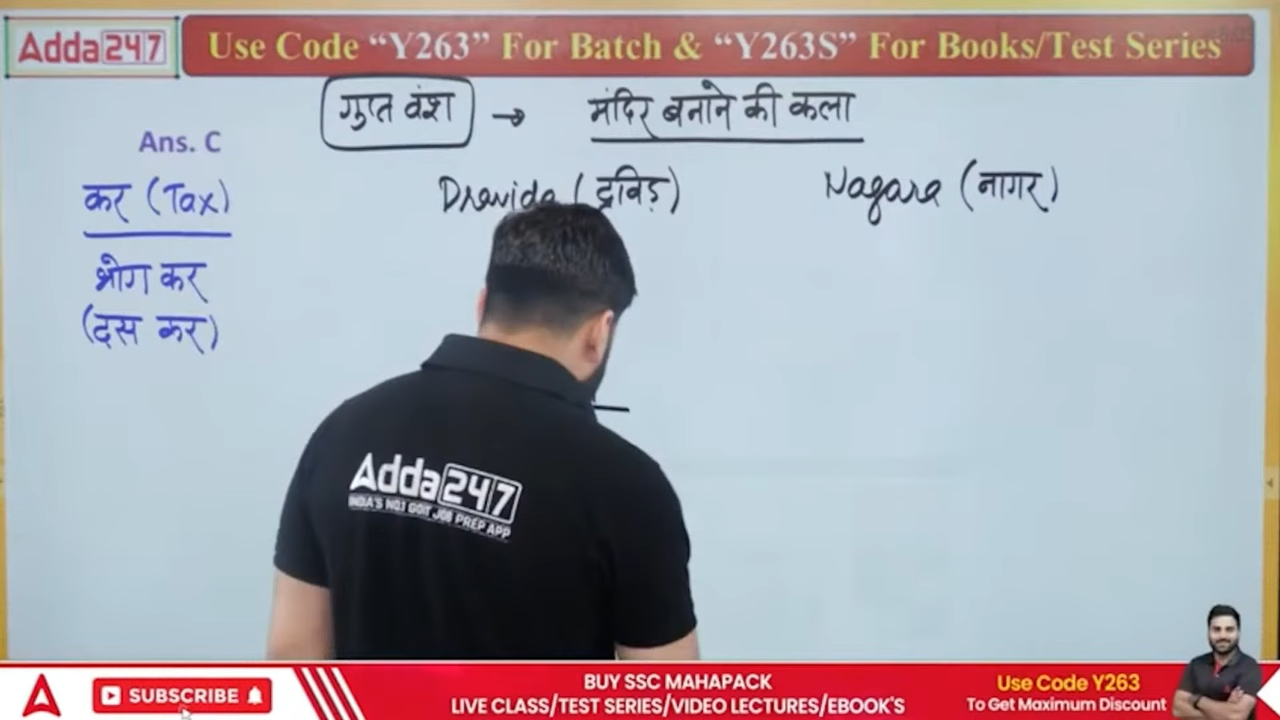 Adda247
Use Code “Y263” For Batch & “Y263S” For Books/Test Series
गुप्त वंश → मंदिर बनाने की कला
Ans. C
कर (Tax)
Dravida (द्रविड़)
Nagara (नागर)
भोग कर
(दस कर)
Adda247
INDIA'S NO.1 GOVT JOB PREP APP
SUBSCRIBE
BUY SSC MAHAPACK
LIVE CLASS/TEST SERIES/VIDEO LECTURES/EBOOK'S
Use Code Y263
To Get Maximum Discount